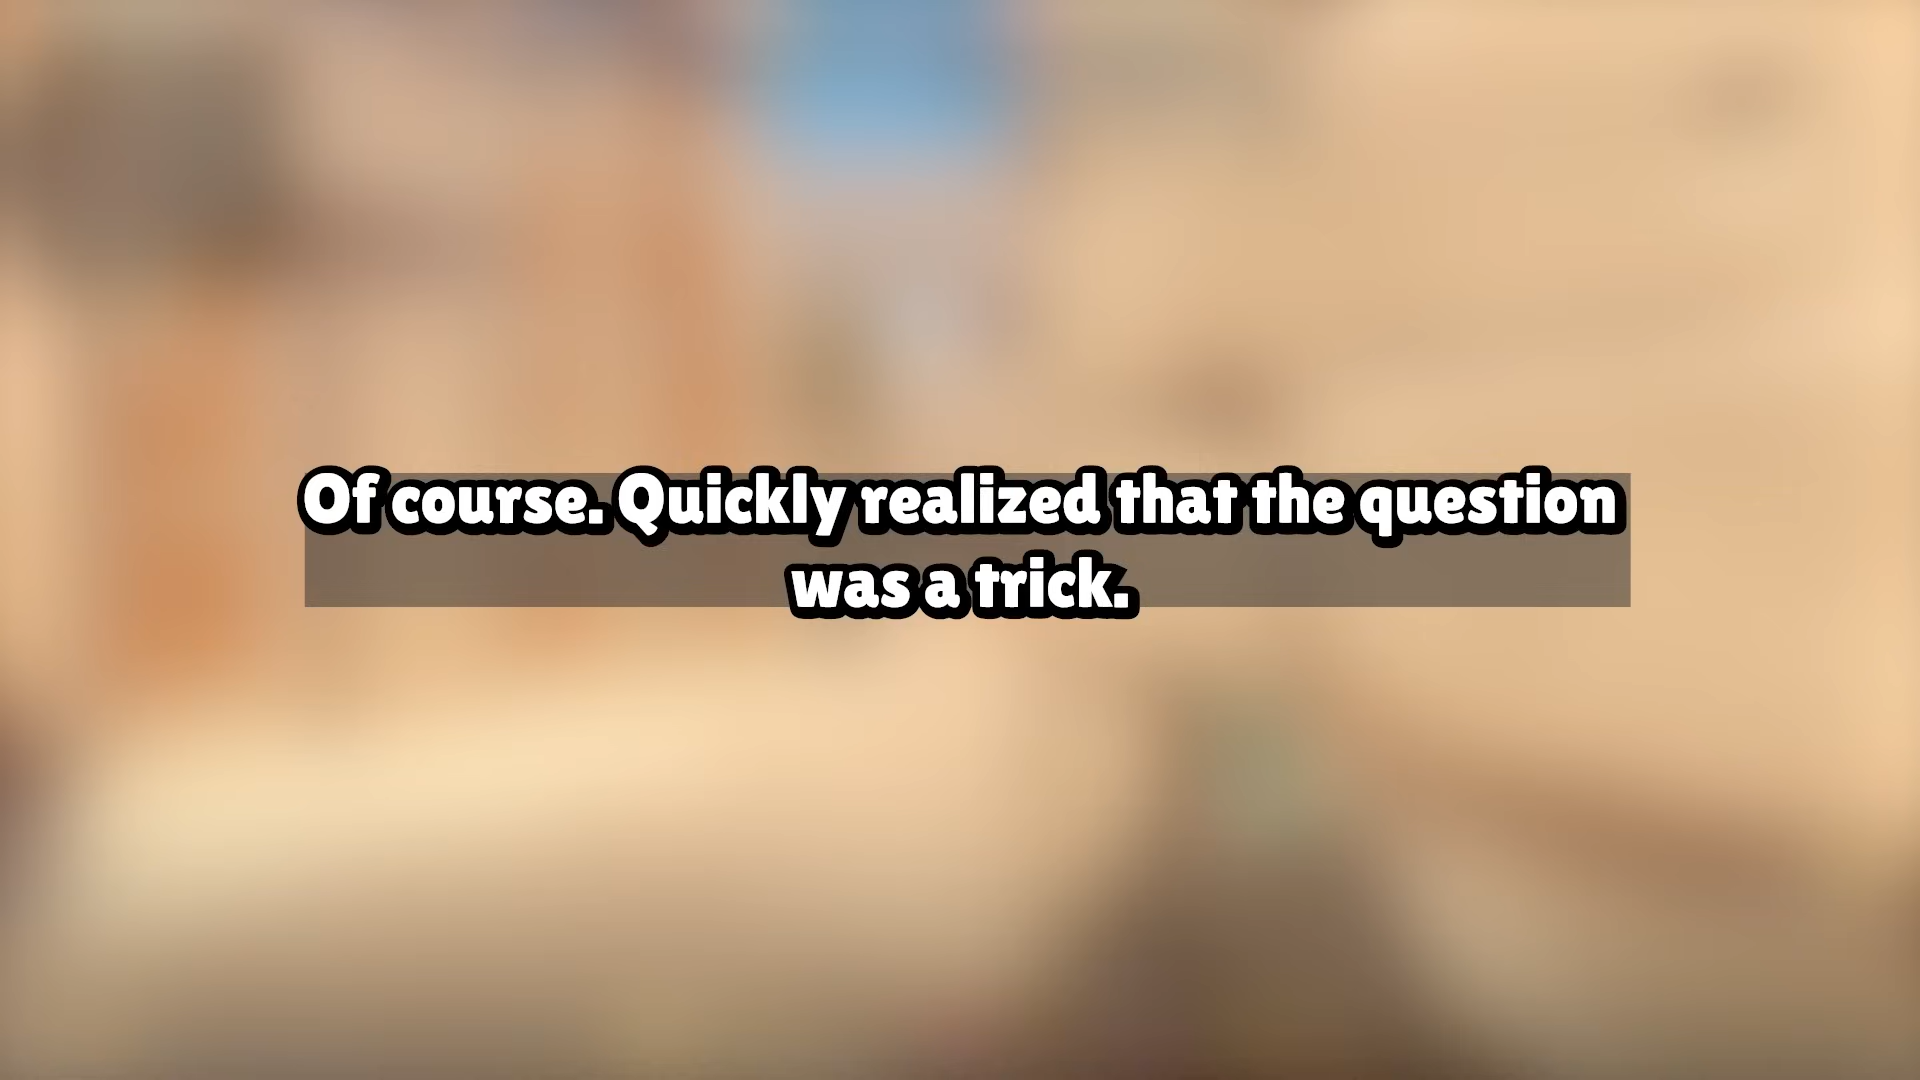 Of course. Quickly realized that the question
was a trick.